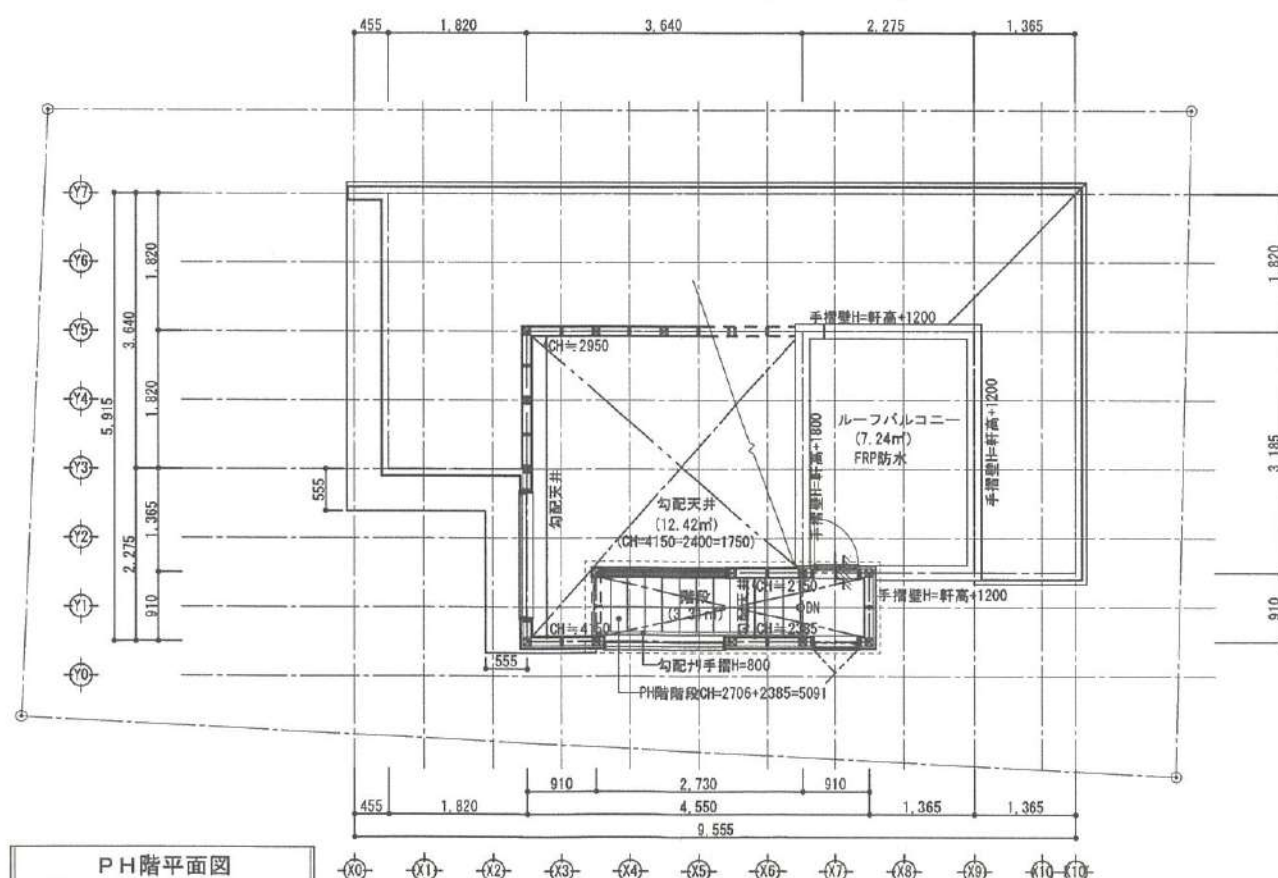 455 1,820 3,640 2,275 1,365
Y7
Y6
Y5
Y4
Y3
Y2
Y1
Y0
1,820
3,640
1,820
5,915
1,365
2,275
910
555
555
1,820
3,185
910
手摺壁H=軒高+1200
CH≒2950
ルーフバルコニー
(7.24㎡)
FRP防水
手摺壁H=軒高+1800
手摺壁H=軒高+1200
勾配天井
勾配天井
(12.42㎡)
(CH=4150-2400=1750)
階段
(3.31㎡)
勾配天井
CH≒2150
DN
CH≒4150
CH≒2385
手摺壁H=軒高+1200
勾配ナリ手摺H=800
PH階階段CH=2706+2385=5091
910 2,730 910
455 1,820 4,550 1,365 1,365
9,555
PH階平面図
X0 X1 X2 X3 X4 X5 X6 X7 X8 X9 X10 X10